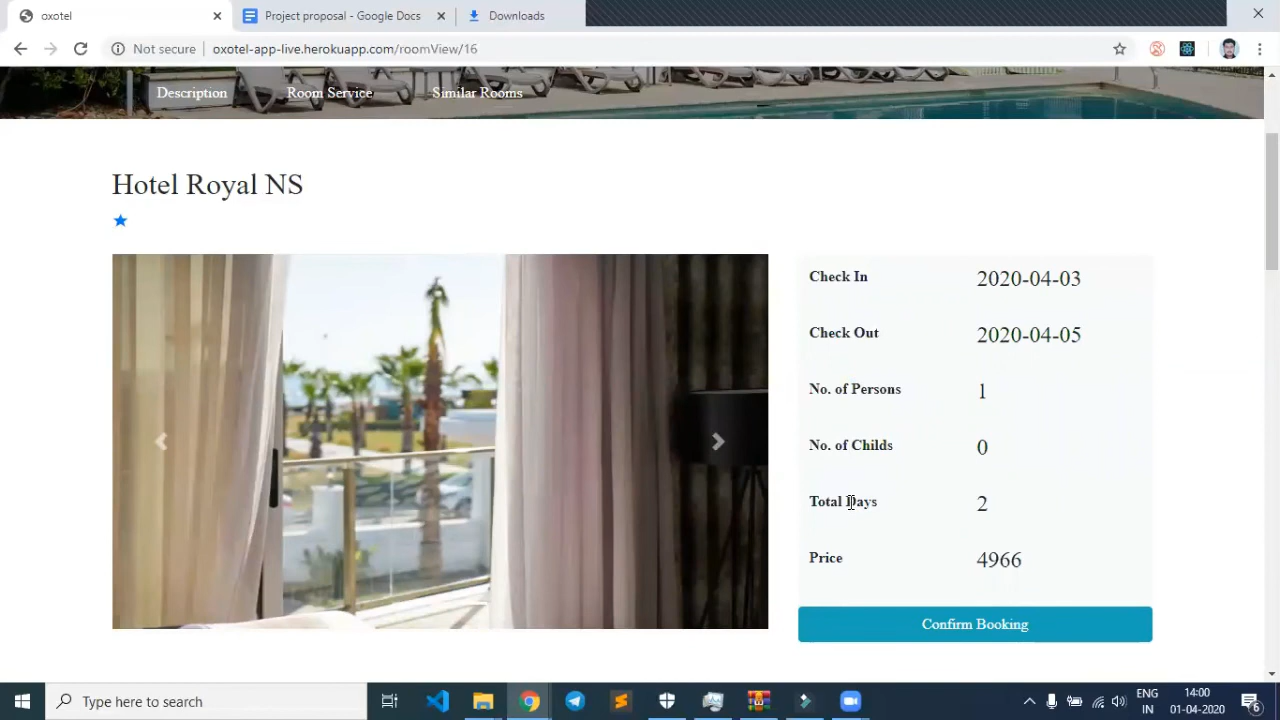 oxotel
Project proposal - Google Docs
Downloads
Not secure
oxotel-app-live.herokuapp.com/roomView/16
Description
Room Service
Similar Rooms
Hotel Royal NS
Check In 2020-04-03
Check Out 2020-04-05
No. of Persons 1
No. of Childs 0
Total Days 2
Price 4966
Confirm Booking
Type here to search
ENG
IN
14:00
01-04-2020
6